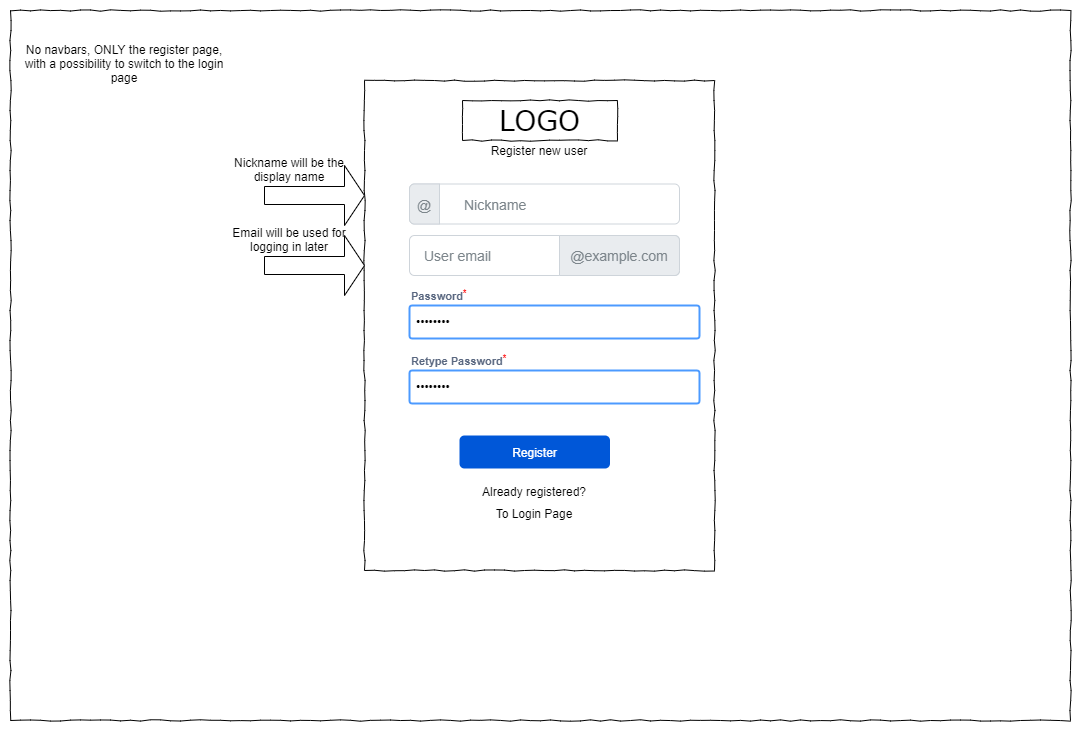 No navbars, ONLY the register page,
with a possibility to switch to the login
page
LOGO
Register new user
Nickname will be the
display name
@ Nickname
Email will be used for
logging in later
User email @example.com
Password*
••••••••
Retype Password*
••••••••
Register
Already registered?
To Login Page